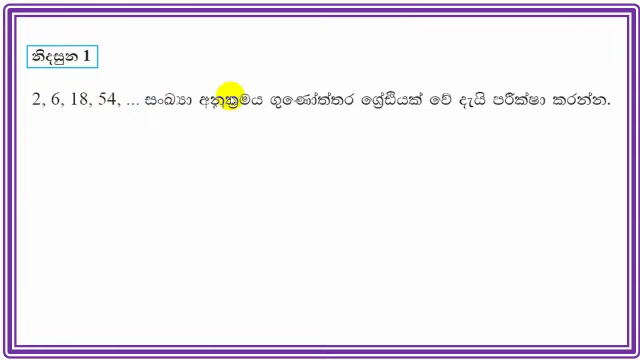 නිදසුන 1
2, 6, 18, 54, ... සංඛ්‍යා අනුක්‍රමය ගුණෝත්තර ශ්‍රේඪියක් වේ දැයි පරීක්ෂා කරන්න.